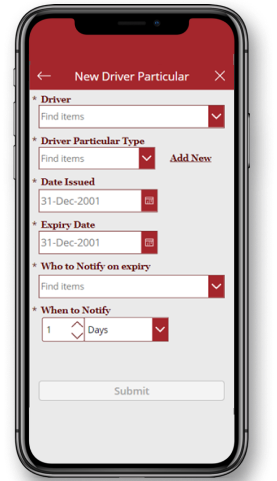 New Driver Particular
* Driver
Find items
* Driver Particular Type
Find items
Add New
* Date Issued
31-Dec-2001
* Expiry Date
31-Dec-2001
* Who to Notify on expiry
Find items
* When to Notify
1 Days
Submit